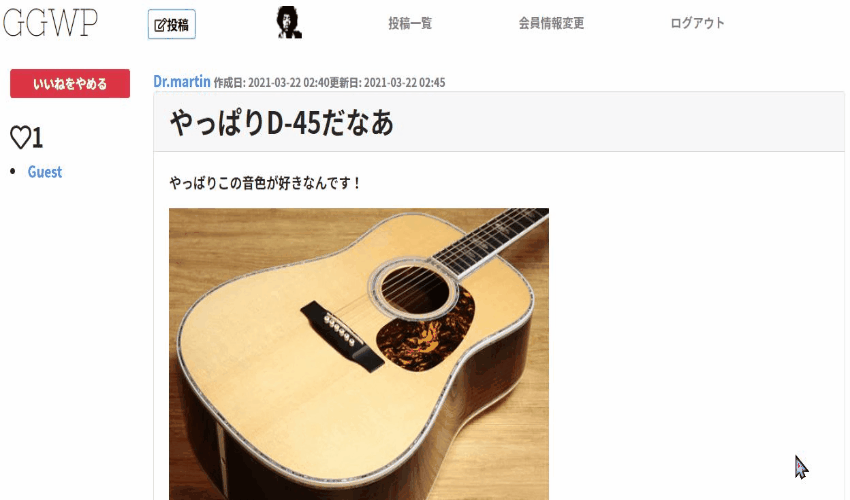 GGWP
投稿
投稿一覧
会員情報変更
ログアウト
いいねをやめる
1
Guest
Dr.martin 作成日: 2021-03-22 02:40更新日: 2021-03-22 02:45
やっぱりD-45だなあ
やっぱりこの音色が好きなんです！